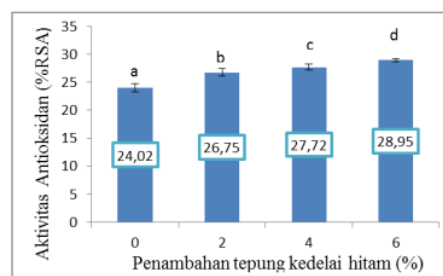 Aktivitas Antioksidan (%RSA)
35
30
25
20
15
10
5
0
a
b
c
d
24,02
26,75
27,72
28,95
0 2 4 6
Penambahan tepung kedelai hitam (%)